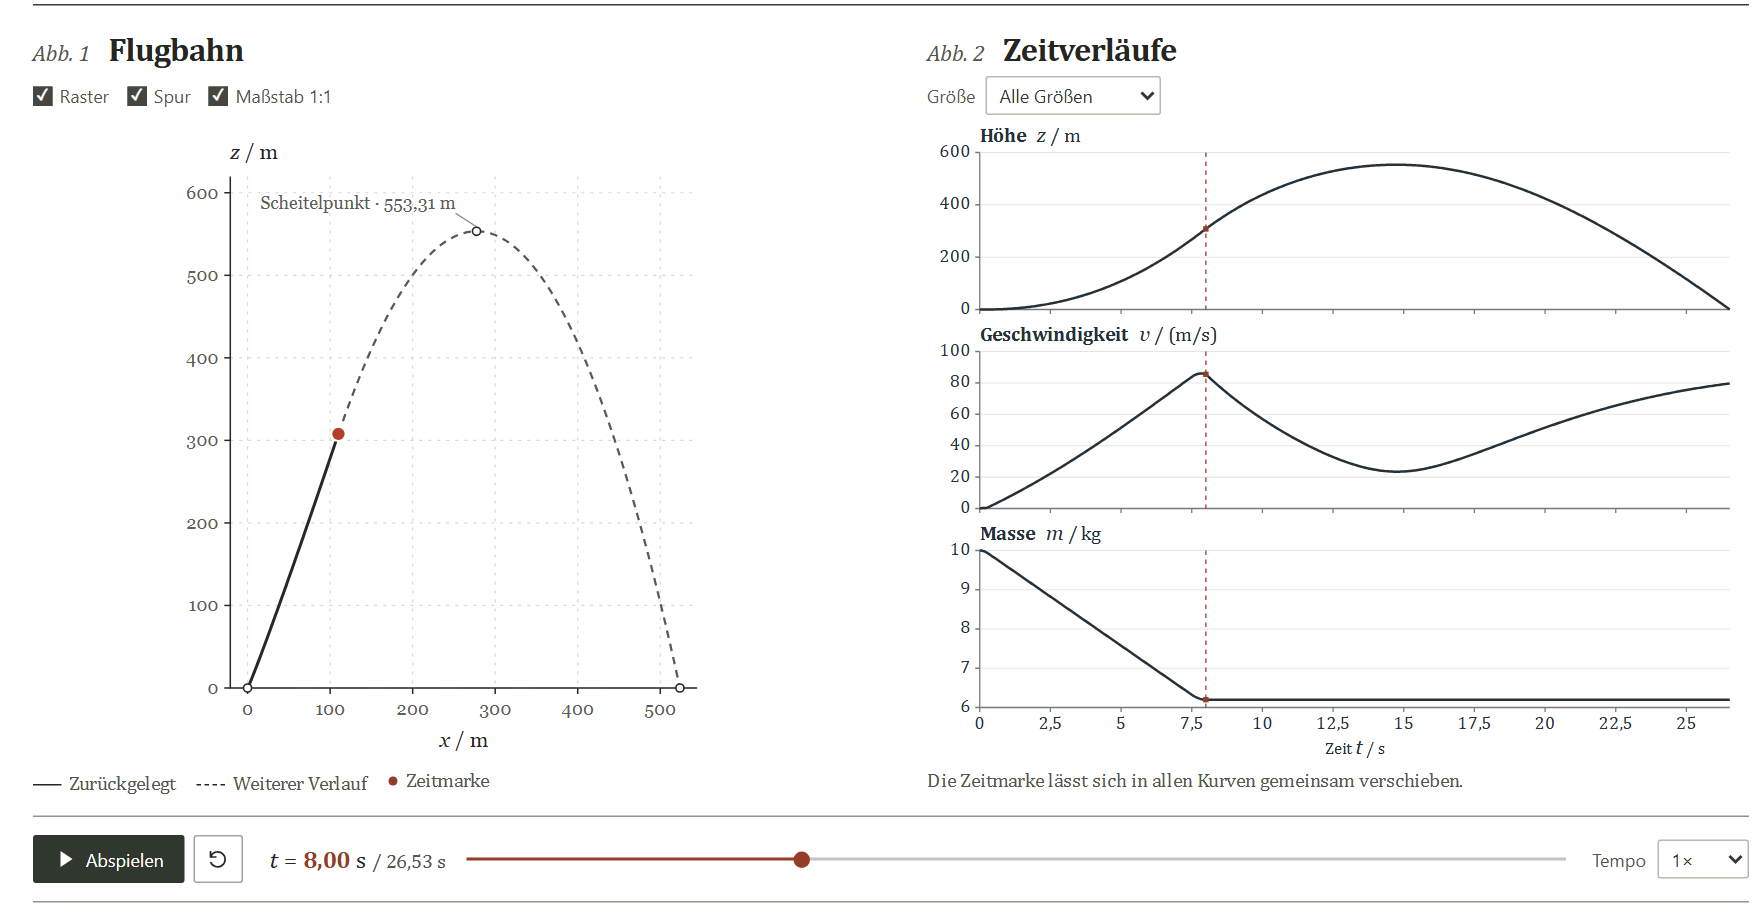 Abb. 1 Flugbahn
Raster Spur Maßstab 1:1
z / m
600
Scheitelpunkt · 553,31 m
500
400
300
200
100
0
0 100 200 300 400 500
x / m
Zurückgelegt Weiterer Verlauf Zeitmarke
Abb. 2 Zeitverläufe
Größe Alle Größen
Höhe z / m
600
400
200
0
Geschwindigkeit v / (m/s)
100
80
60
40
20
0
Masse m / kg
10
9
8
7
6
0 2,5 5 7,5 10 12,5 15 17,5 20 22,5 25
Zeit t / s
Die Zeitmarke lässt sich in allen Kurven gemeinsam verschieben.
Abspielen t = 8,00 s / 26,53 s Tempo 1×